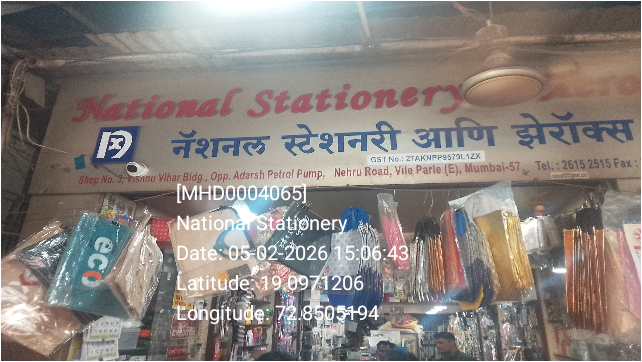 National Stationery
नॅशनल स्टेशनरी आणि झेरॉक्स
GST No.: 27AKNPP9579L1ZX
Shop No. 3, Vishnu Vihar Bldg., Opp. Adarsh Petrol Pump, Nehru Road, Vile Parle (E), Mumbai-57, Tel.: 2615 2515 Fax :
[MHD0004065]
National Stationery
Date: 05-02-2026 15:06:43
Latitude: 19.0971206
Longitude: 72.8505194
eco